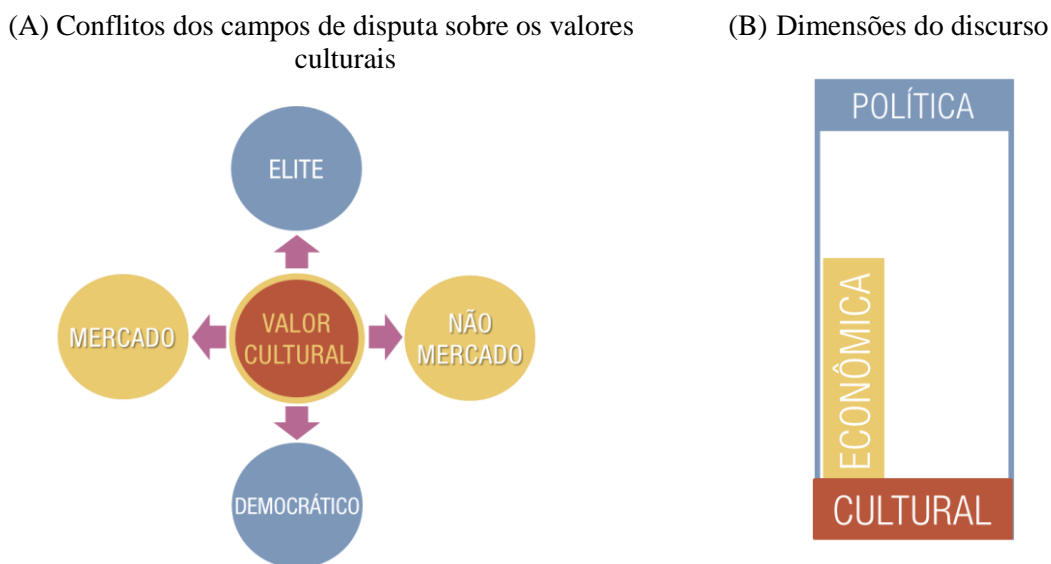 (A) Conflitos dos campos de disputa sobre os valores
culturais
ELITE
MERCADO
VALOR
CULTURAL
NÃO
MERCADO
DEMOCRÁTICO
(B) Dimensões do discurso
POLÍTICA
ECONÔMICA
CULTURAL